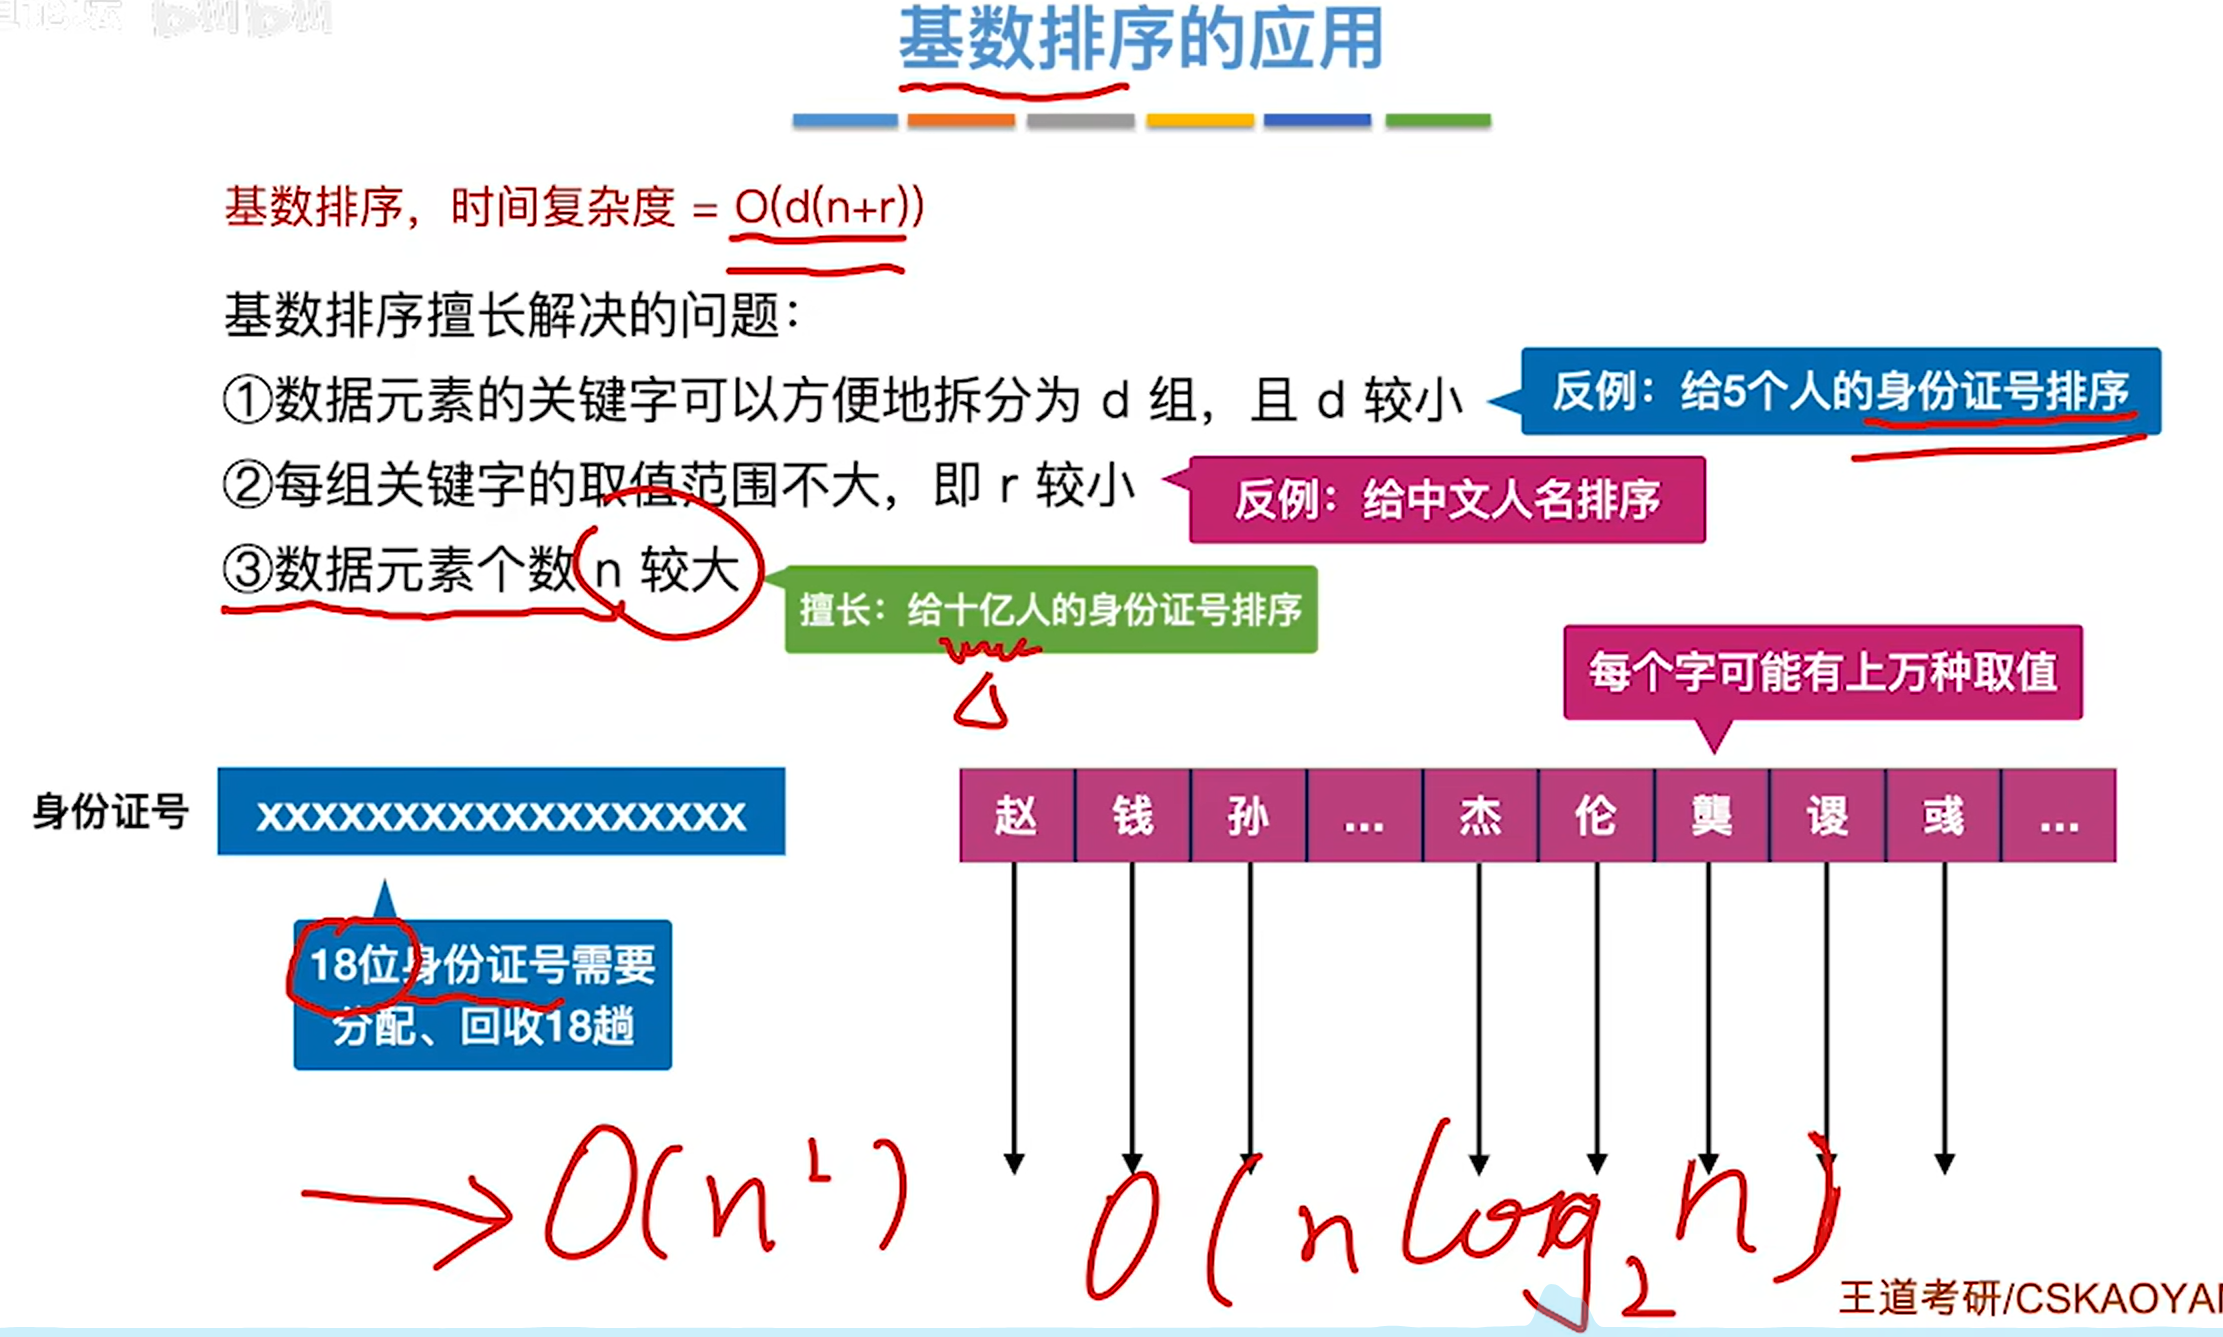 基数排序的应用
基数排序，时间复杂度 = O(d(n+r))
基数排序擅长解决的问题：
①数据元素的关键字可以方便地拆分为 d 组，且 d 较小
反例：给5个人的身份证号排序
②每组关键字的取值范围不大，即 r 较小
反例：给中文人名排序
③数据元素个数 n 较大
擅长：给十亿人的身份证号排序
每个字可能有上万种取值
身份证号
XXXXXXXXXXXXXXXXXX
赵 钱 孙 ... 杰 伦 龔 谡 彧 ...
18位身份证号需要
分配、回收18趟
O(n²) O(nlog₂n)
王道考研/CSKAOYAN